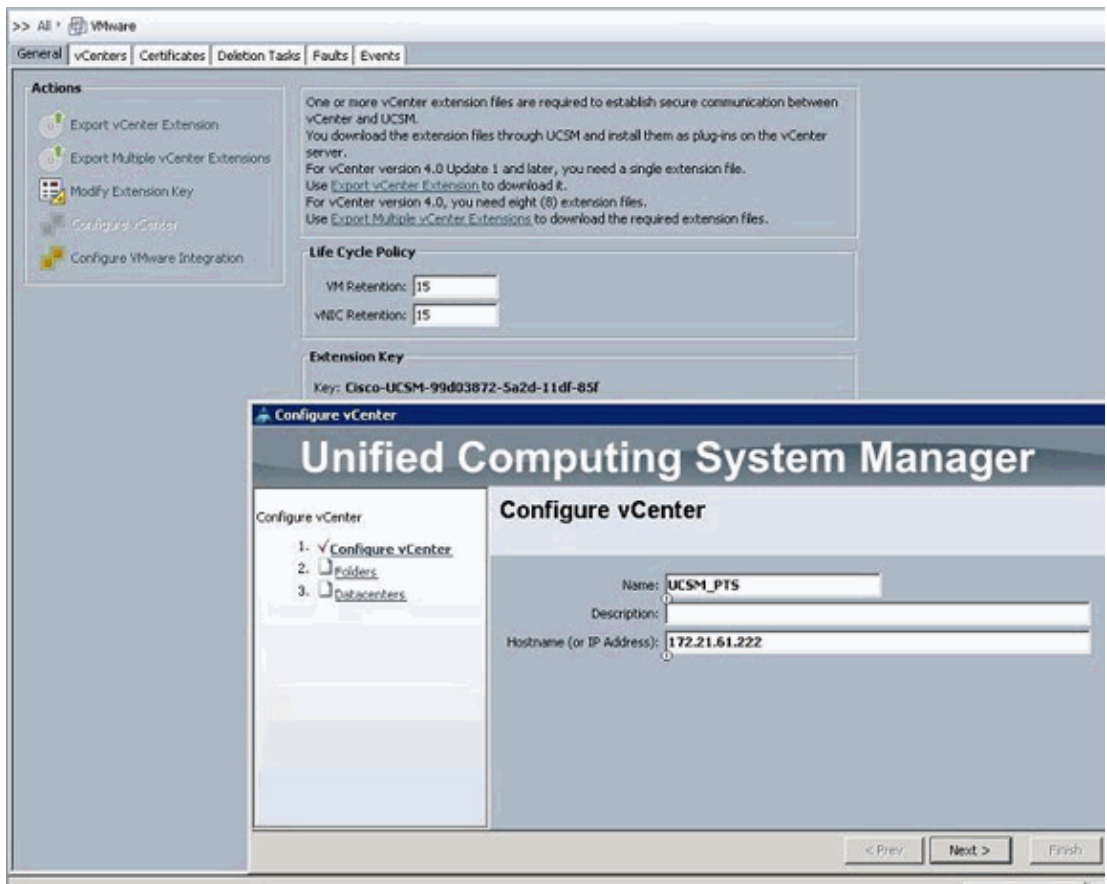 >> All VMware
General vCenters Certificates Deletion Tasks Faults Events
Actions
Export vCenter Extension
Export Multiple vCenter Extensions
Modify Extension Key
Configure vCenter
Configure VMware Integration
One or more vCenter extension files are required to establish secure communication between
vCenter and UCSM.
You download the extension files through UCSM and install them as plug-ins on the vCenter
server.
For vCenter version 4.0 Update 1 and later, you need a single extension file.
Use Export vCenter Extension to download it.
For vCenter version 4.0, you need eight (8) extension files.
Use Export Multiple vCenter Extensions to download the required extension files.
Life Cycle Policy
VM Retention: 15
vNIC Retention: 15
Extension Key
Key: Cisco-UCSM-99d03872-5a2d-11df-85f
Configure vCenter
Unified Computing System Manager
Configure vCenter
1. Configure vCenter
2. Folders
3. Datacenters
Configure vCenter
Name: UCSM_PTS
Description:
Hostname (or IP Address): 172.21.61.222
< Prev Next > Finish